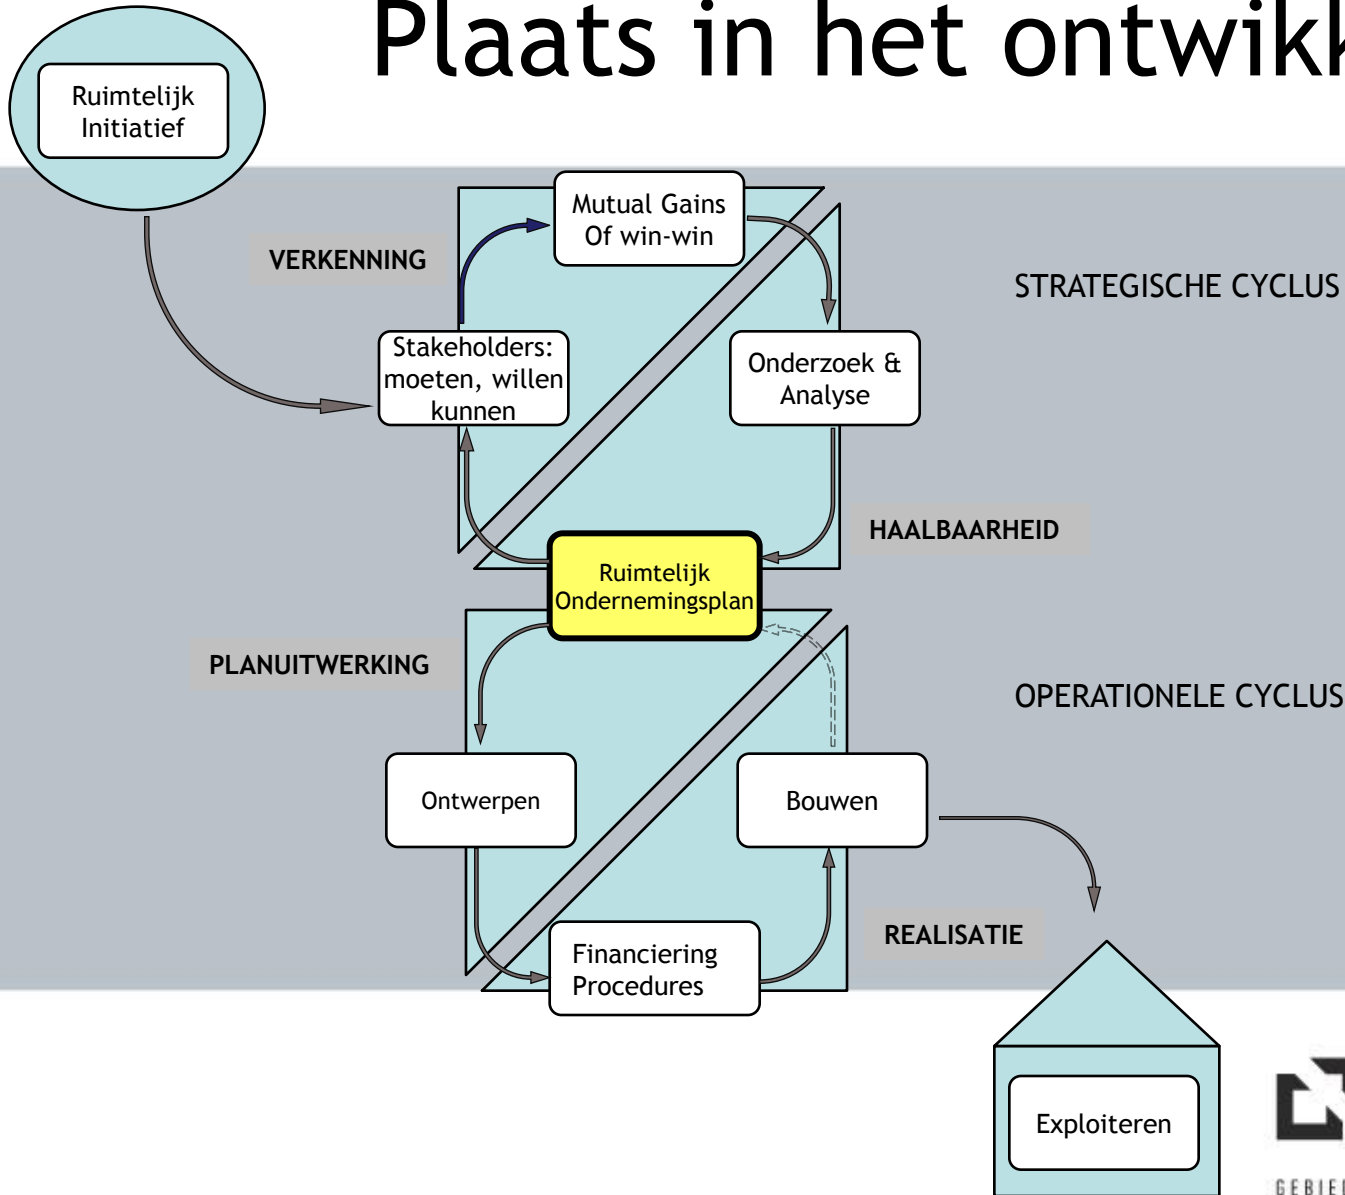 Plaats in het
Ruimtelijk
Initiatief
Mutual Gains
Of win-win
VERKENNING
STRATEGISCHE CYCLUS
Stakeholders:
moeten, willen
kunnen
Onderzoek &
Analyse
HAALBAARHEID
Ruimtelijk
Ondernemingsplan
PLANUITWERKING
OPERATIONELE CYCLUS
Ontwerpen
Bouwen
REALISATIE
Financiering
Procedures
Exploiteren